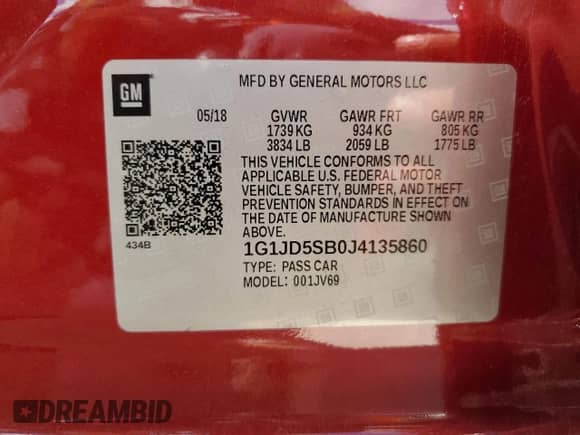 GM
MFD BY GENERAL MOTORS LLC
05/18 GVWR GAWR FRT GAWR RR
1739 KG 934 KG 805 KG
3834 LB 2059 LB 1775 LB
THIS VEHICLE CONFORMS TO ALL
APPLICABLE U.S. FEDERAL MOTOR
VEHICLE SAFETY, BUMPER, AND THEFT
PREVENTION STANDARDS IN EFFECT ON
THE DATE OF MANUFACTURE SHOWN
ABOVE.
434B
1G1JD5SB0J4135860
TYPE: PASS CAR
MODEL: 001JV69
DREAMBID